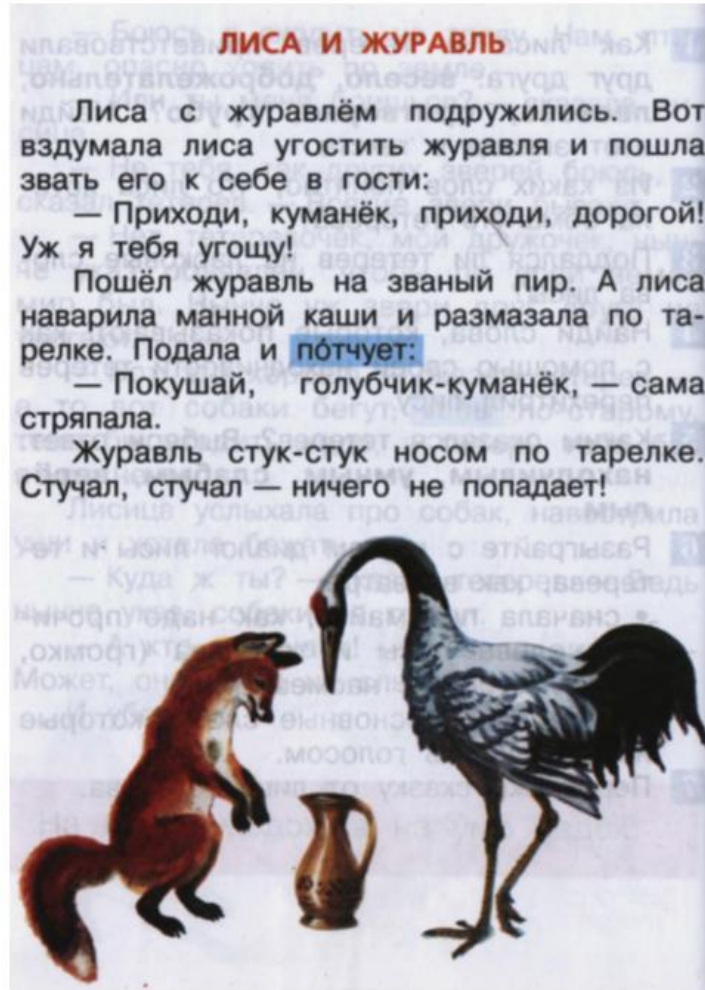 ЛИСА И ЖУРАВЛЬ
Лиса с журавлём подружились. Вот
вздумала лиса угостить журавля и пошла
звать его к себе в гости:
— Приходи, куманёк, приходи, дорогой!
Уж я тебя угощу!
Пошёл журавль на званый пир. А лиса
наварила манной каши и размазала по та-
релке. Подала и по́тчует:
— Покушай, голубчик-куманёк, — сама
стряпала.
Журавль стук-стук носом по тарелке.
Стучал, стучал — ничего не попадает!